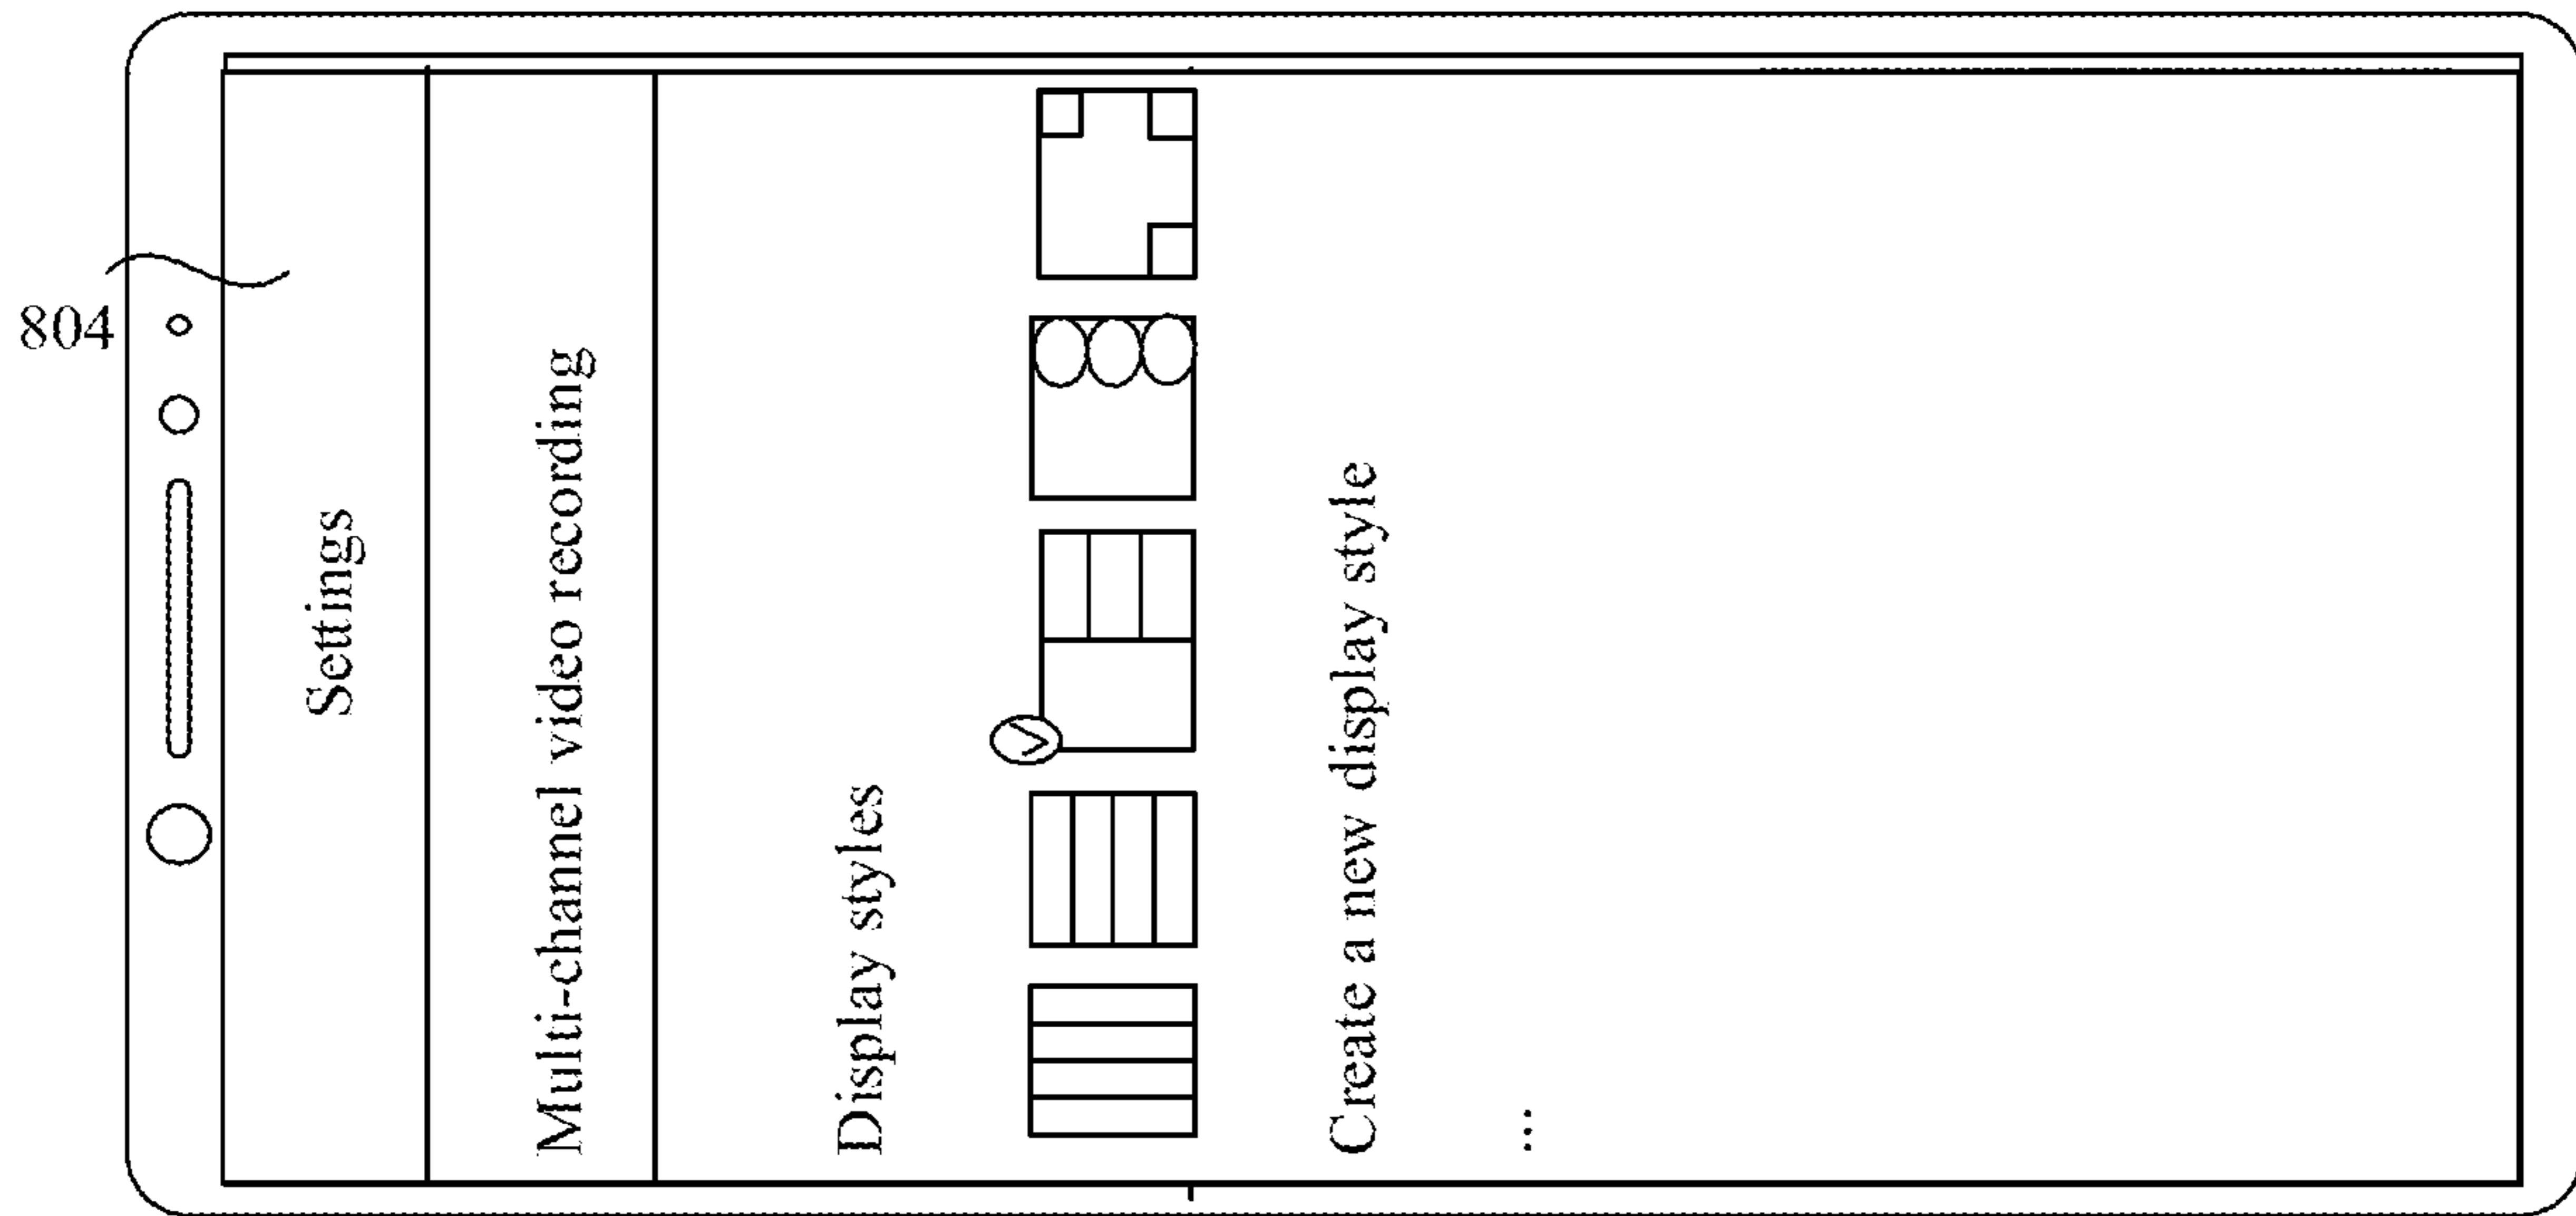 804
Settings
Multi-channel video recording
Display styles
Create a new display style
...